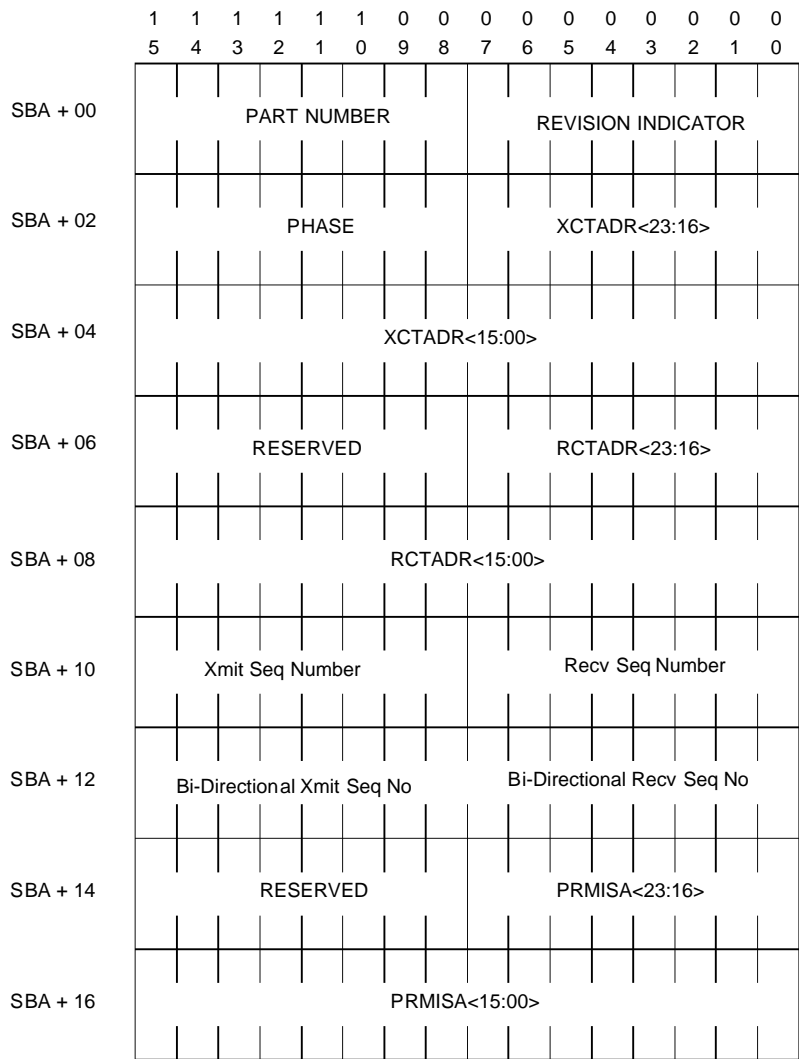 1 1 1 1 1 1 0 0 0 0 0 0 0 0 0 0
5 4 3 2 1 0 9 8 7 6 5 4 3 2 1 0
SBA + 00 PART NUMBER REVISION INDICATOR
SBA + 02 PHASE XCTADR<23:16>
SBA + 04 XCTADR<15:00>
SBA + 06 RESERVED RCTADR<23:16>
SBA + 08 RCTADR<15:00>
SBA + 10 Xmit Seq Number Recv Seq Number
SBA + 12 Bi-Directional Xmit Seq No Bi-Directional Recv Seq No
SBA + 14 RESERVED PRMISA<23:16>
SBA + 16 PRMISA<15:00>